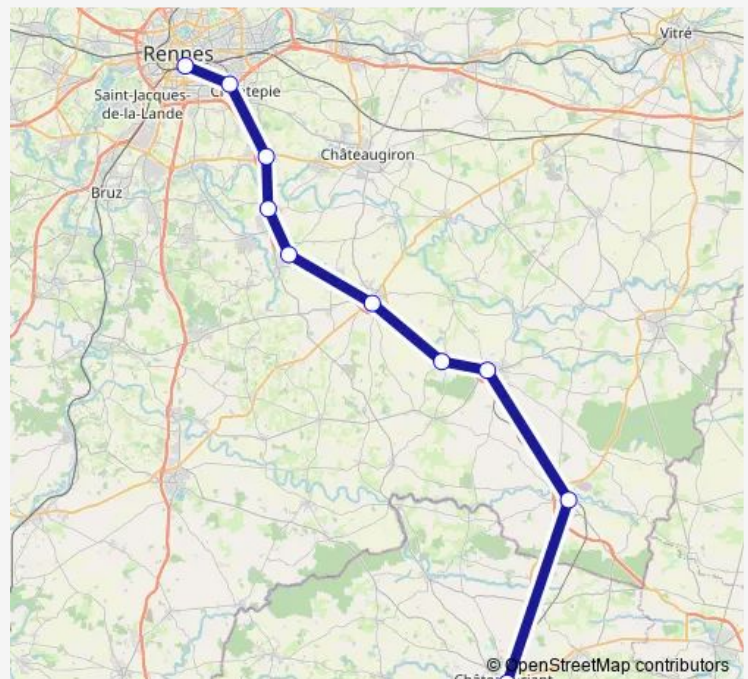 Rennes
Vitré
Saint-Jacques-
de-la-Lande
Châteaugiron
Bruz
© OpenStreetMap contributors